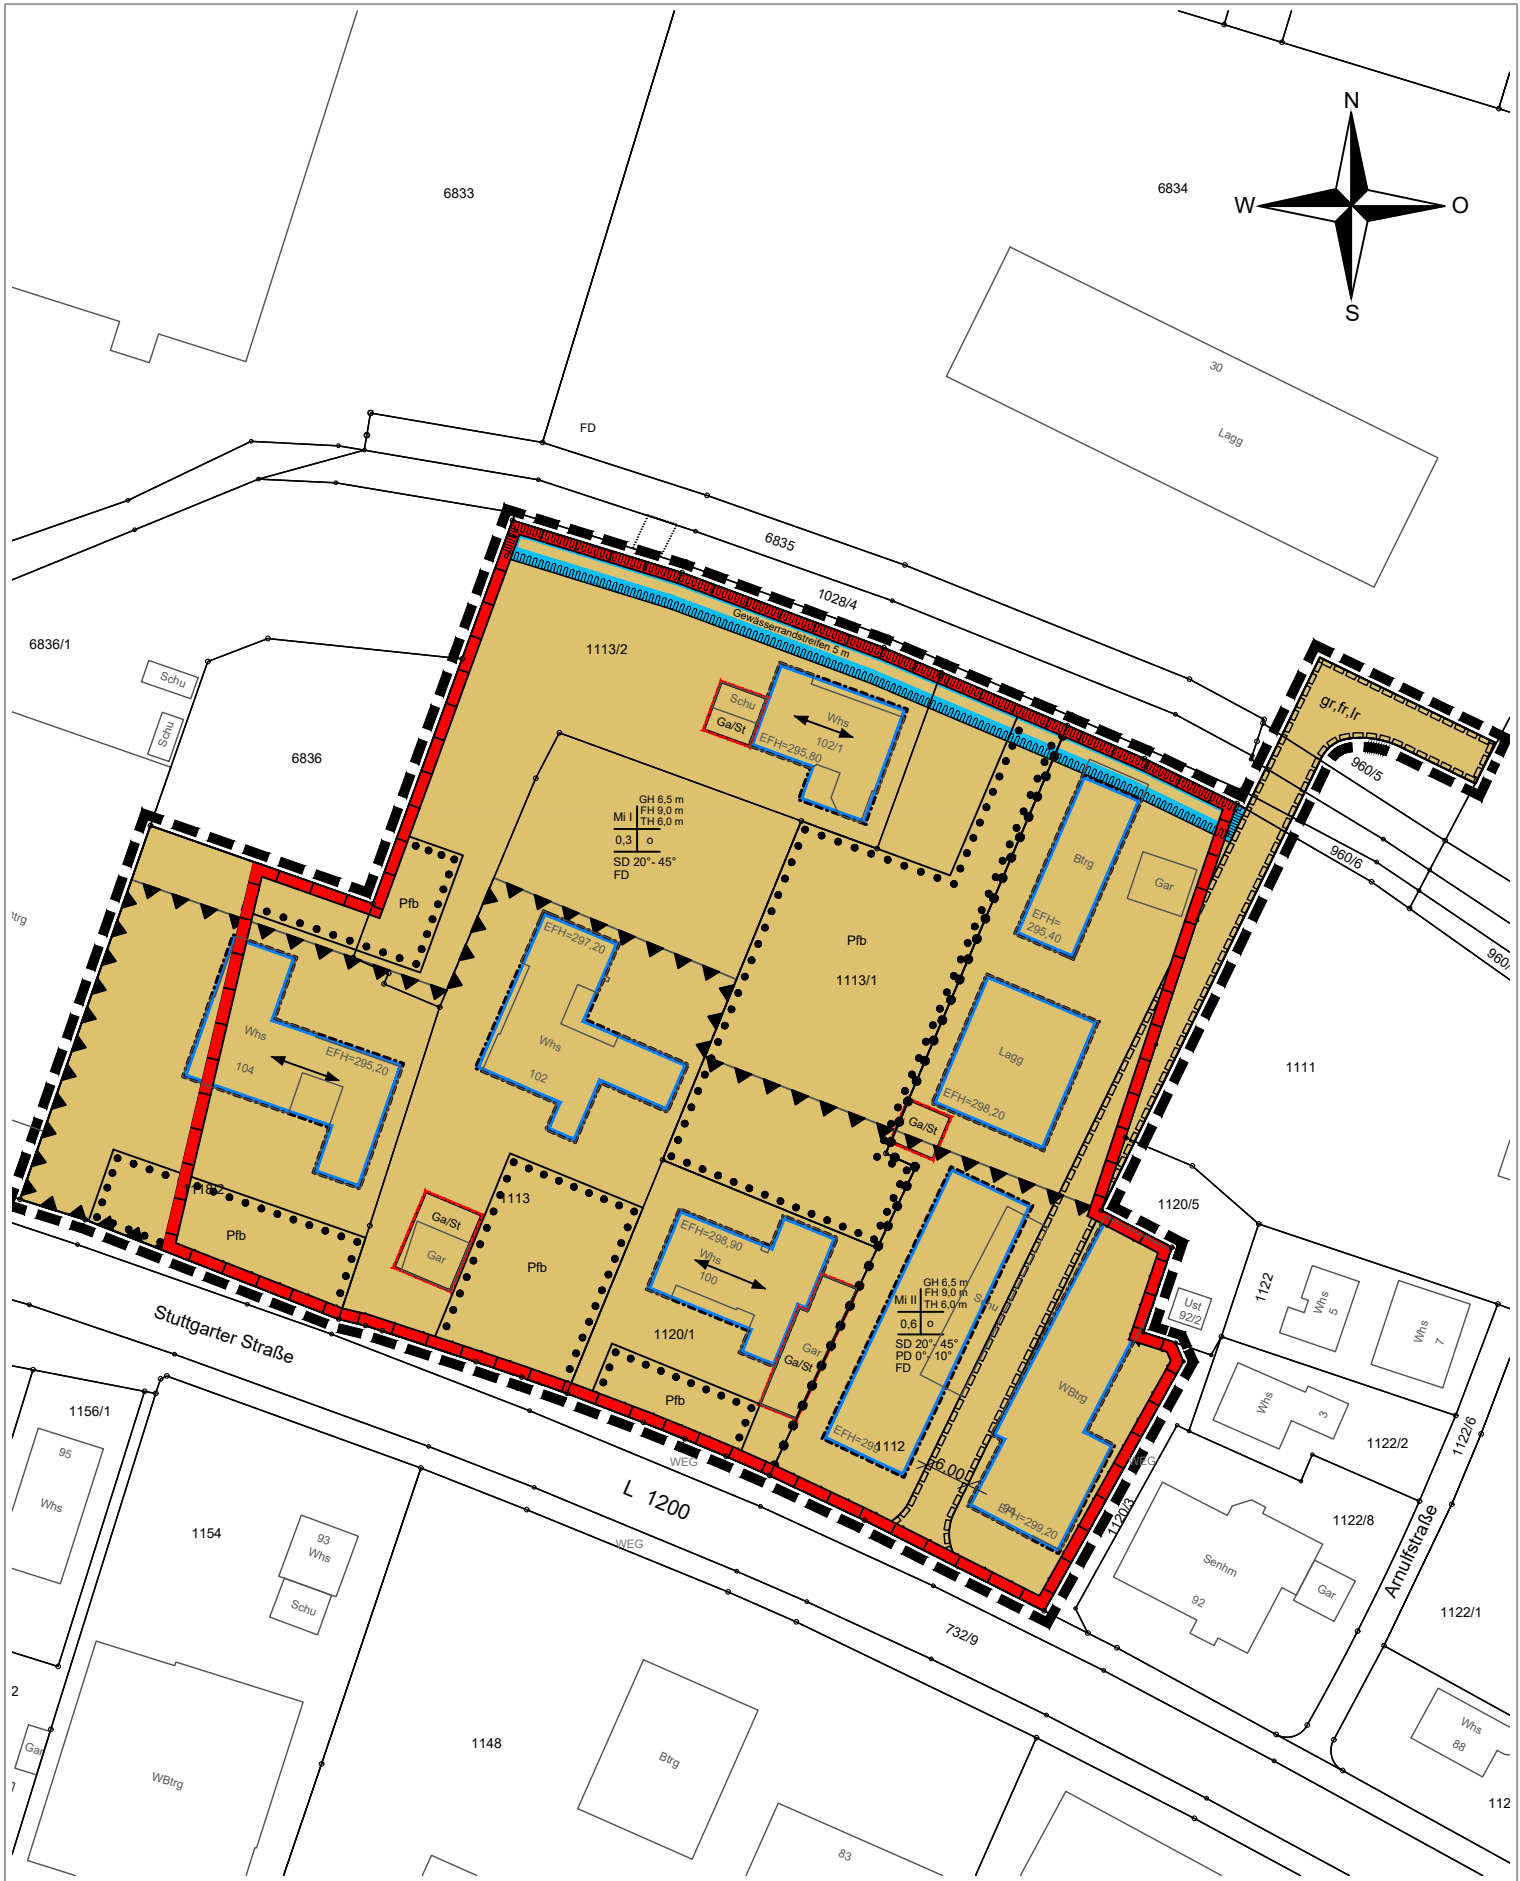 N
W
O
S
6833
6834
30
Lagg
FD
6835
1028/4
Gewässerrandstreifen 5 m
6836/1
Schu
Schu
6836
1113/2
Schu
Ga/St
Whs
102/1
EFH=295,80
gr,fr,lr
960/5
960/6
Mi I
GH 6,5 m
FH 9,0 m
TH 6,0 m
0,3
o
SD 20°- 45°
FD
Btrg
Gar
EFH=
295,40
Pfb
Pfb
1113/1
EFH=297,20
Whs
102
Whs
104
EFH=295,20
Lagg
EFH=298,20
Ga/St
1111
1118/2
Pfb
1113
Ga/St
Gar
Pfb
EFH=298,90
Whs
100
1120/1
Gar
Ga/St
Pfb
1120/5
Mi II
GH 6,5 m
FH 9,0 m
TH 6,0 m
0,6
o
SD 20°- 45°
PD 0°- 10°
FD
Schu
Ust
92/2
1122
Whs
5
Whs
7
Whs
3
1122/2
1122/6
WBtrg
1112
6.00
EFH=299,20
94
WEG
WEG
WEG
Stuttgarter Straße
L 1200
1156/1
95
Whs
1154
93
Whs
Schu
1120/3
1122/8
Senhm
92
Gar
Arnulfstraße
1122/1
732/9
2
Gar
WBtrg
1148
Btrg
83
Whs
88
112